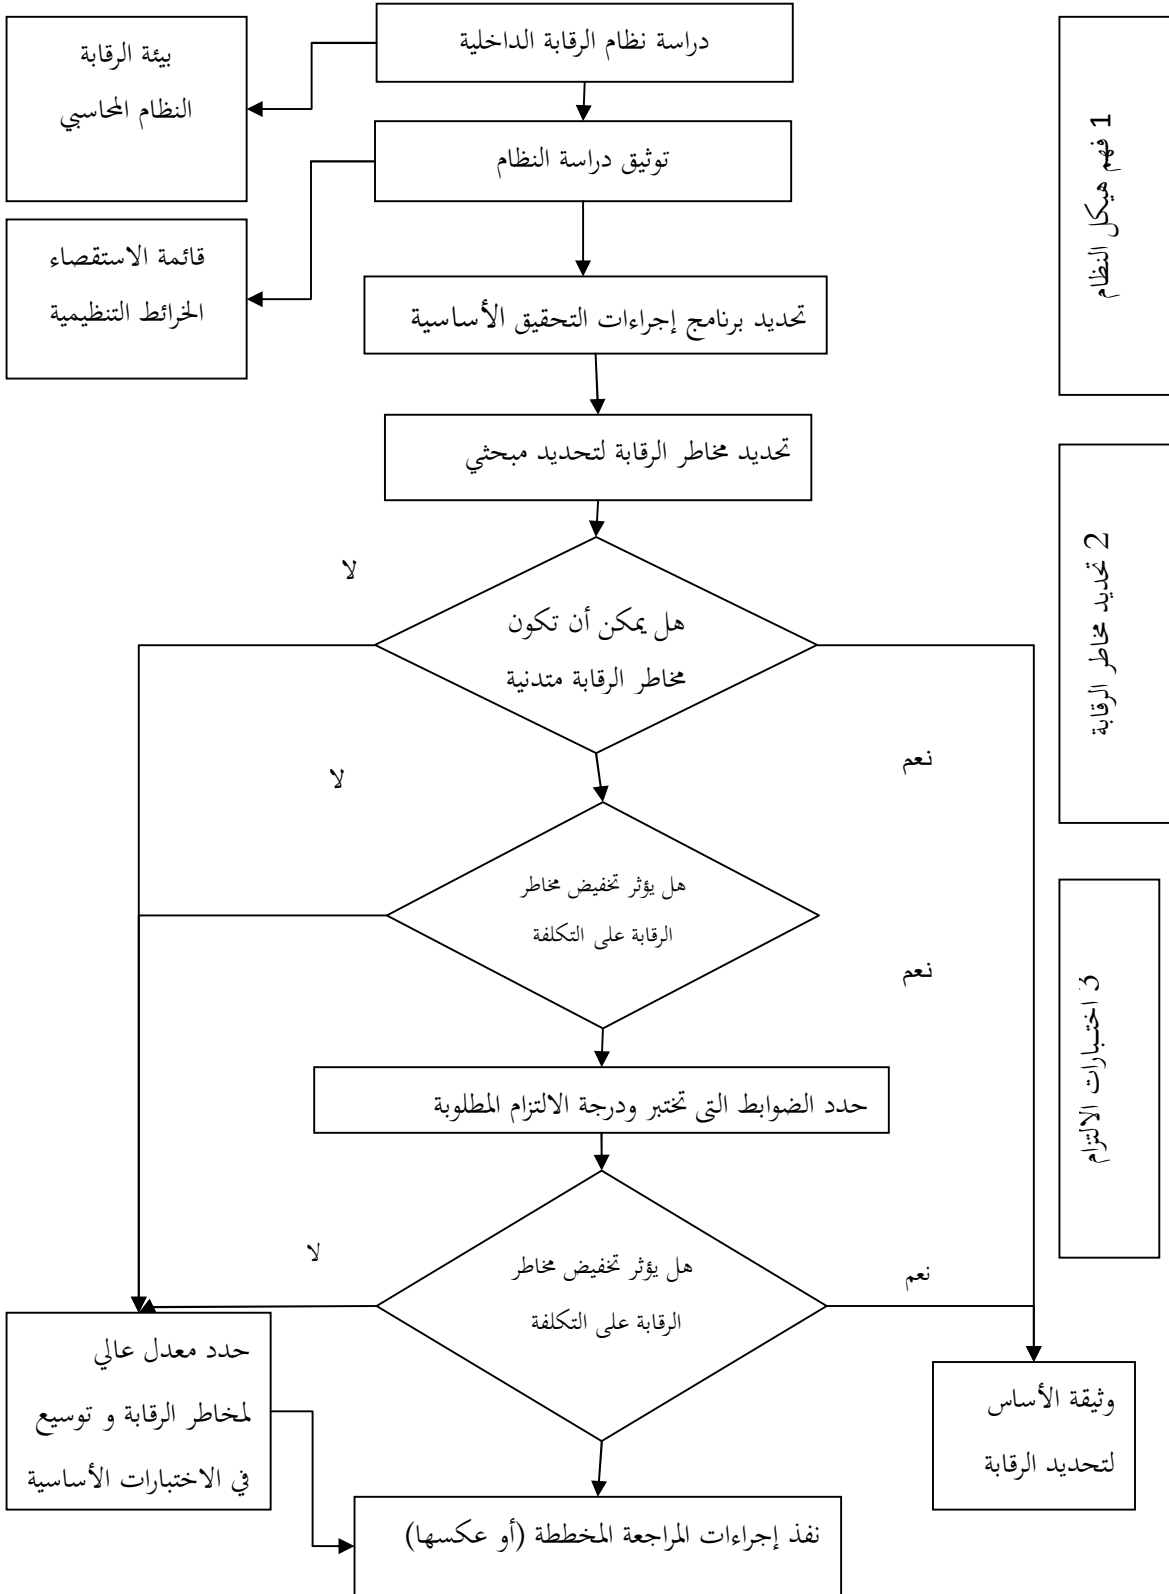 دراسة نظام الرقابة الداخلية
بيئة الرقابة
النظام المحاسبي
توثيق دراسة النظام
قائمة الاستقصاء
الخرائط التنظيمية
1 فهم هيكل النظام
تحديد برنامج إجراءات التحقيق الأساسية
تحديد مخاطر الرقابة لتحديد مبحثي
2 تحديد مخاطر الرقابة
لا
هل يمكن أن تكون
مخاطر الرقابة متدنية
نعم
لا
هل يؤثر تخفيض مخاطر
الرقابة على التكلفة
نعم
3 اختبارات الالتزام
حدد الضوابط التى تختبر ودرجة الالتزام المطلوبة
هل يؤثر تخفيض مخاطر
الرقابة على التكلفة
نعم
لا
وثيقة الأساس
لتحديد الرقابة
حدد معدل عالي
لمخاطر الرقابة و توسيع
في الاختبارات الأساسية
نفذ إجراءات المراجعة المخططة (أو عكسها)